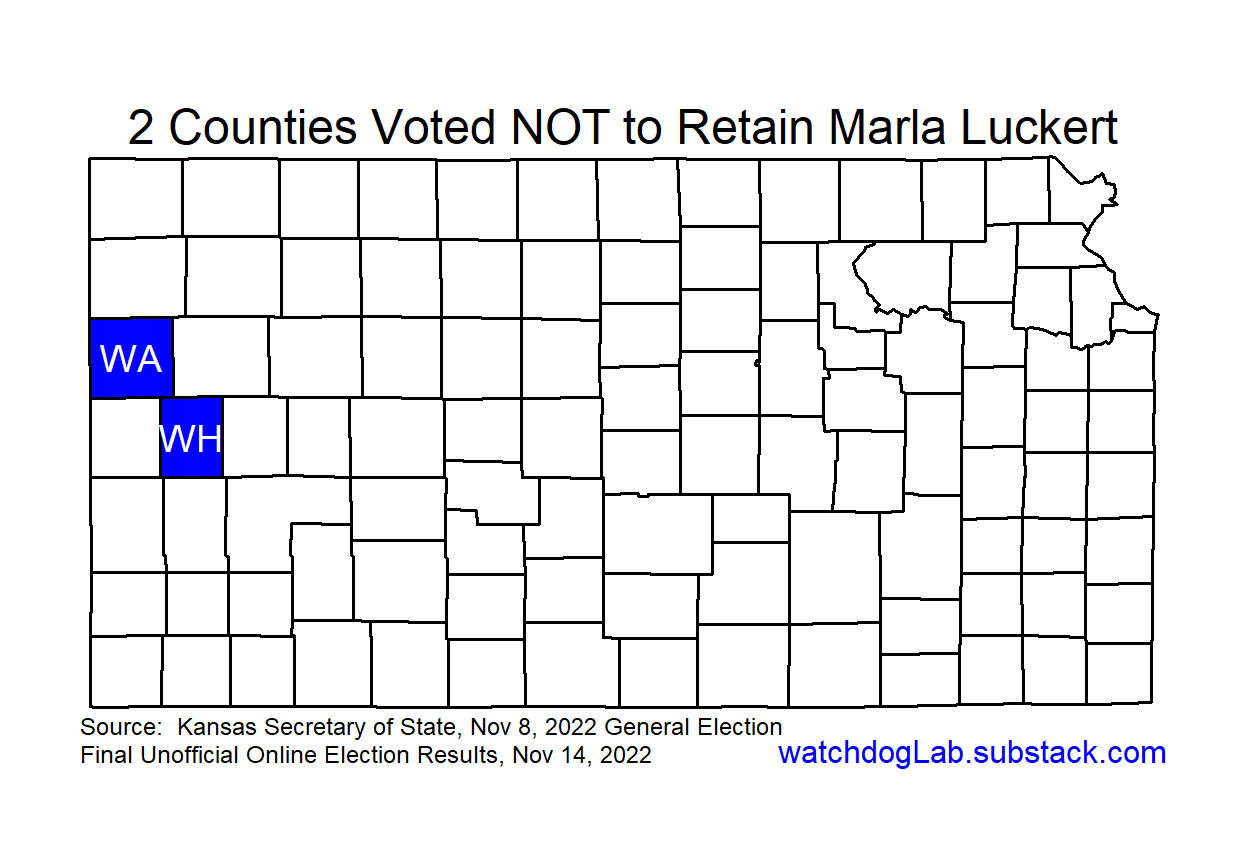 2 Counties Voted NOT to Retain Marla Luckert
WA
WH
Source:  Kansas Secretary of State, Nov 8, 2022 General Election
Final Unofficial Online Election Results, Nov 14, 2022
watchdogLab.substack.com